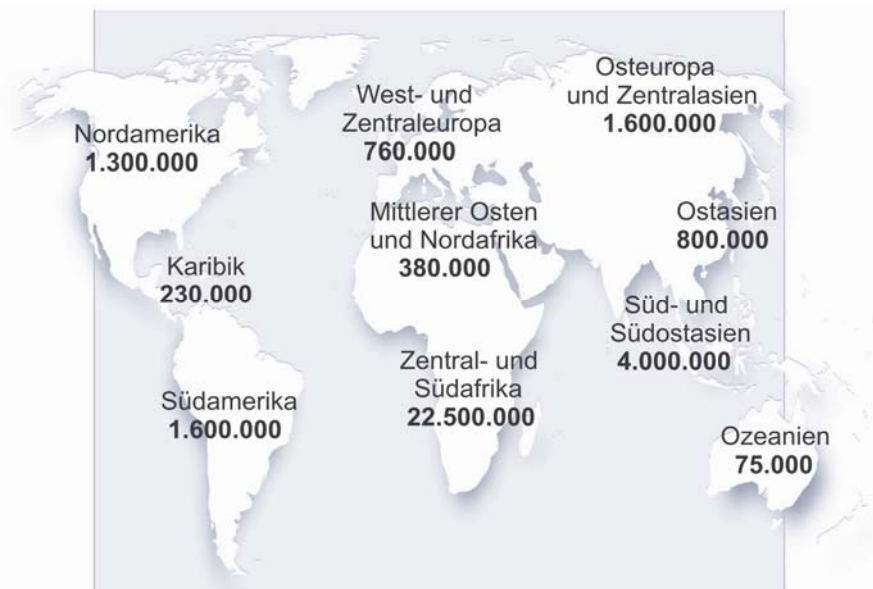 Osteuropa
und Zentralasien
1.600.000
West- und
Zentraleuropa
760.000
Nordamerika
1.300.000
Mittlerer Osten
und Nordafrika
380.000
Ostasien
800.000
Karibik
230.000
Süd- und
Südostasien
4.000.000
Zentral- und
Südafrika
22.500.000
Südamerika
1.600.000
Ozeanien
75.000